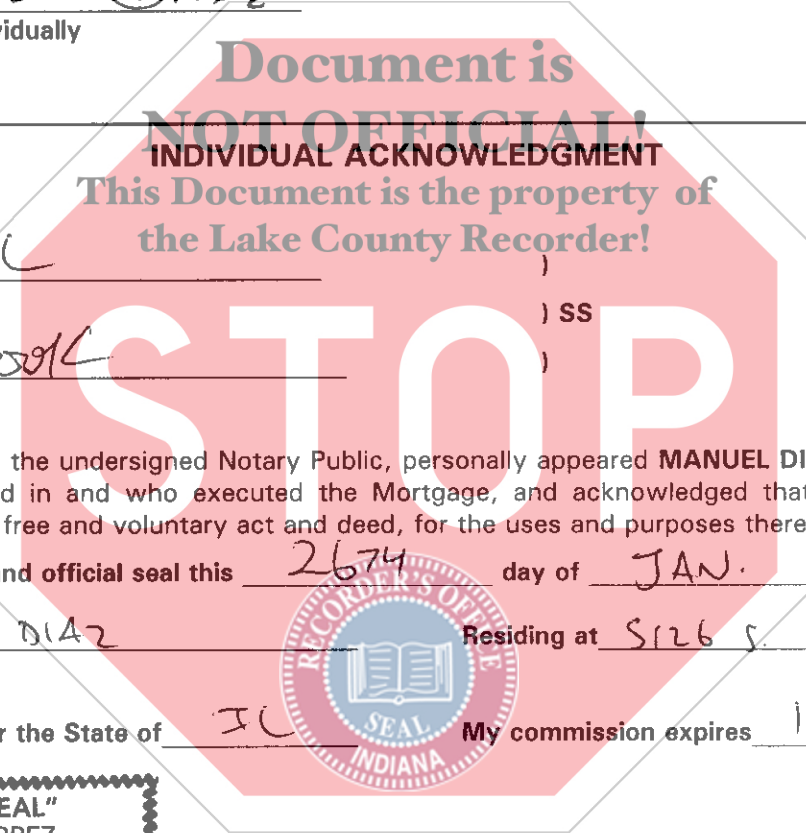 vidually
Document is
NOT OFFICIAL!
INDIVIDUAL ACKNOWLEDGMENT
This Document is the property of
the Lake County Recorder!
)
) SS
)
STOP
the undersigned Notary Public, personally appeared MANUEL DI
d in and who executed the Mortgage, and acknowledged that
free and voluntary act and deed, for the uses and purposes there
nd official seal this 26TH day of JAN.
DIAZ Residing at 5126 S.
r the State of IL My commission expires
RECORDER'S OFFICE
SEAL
INDIANA
EAL"